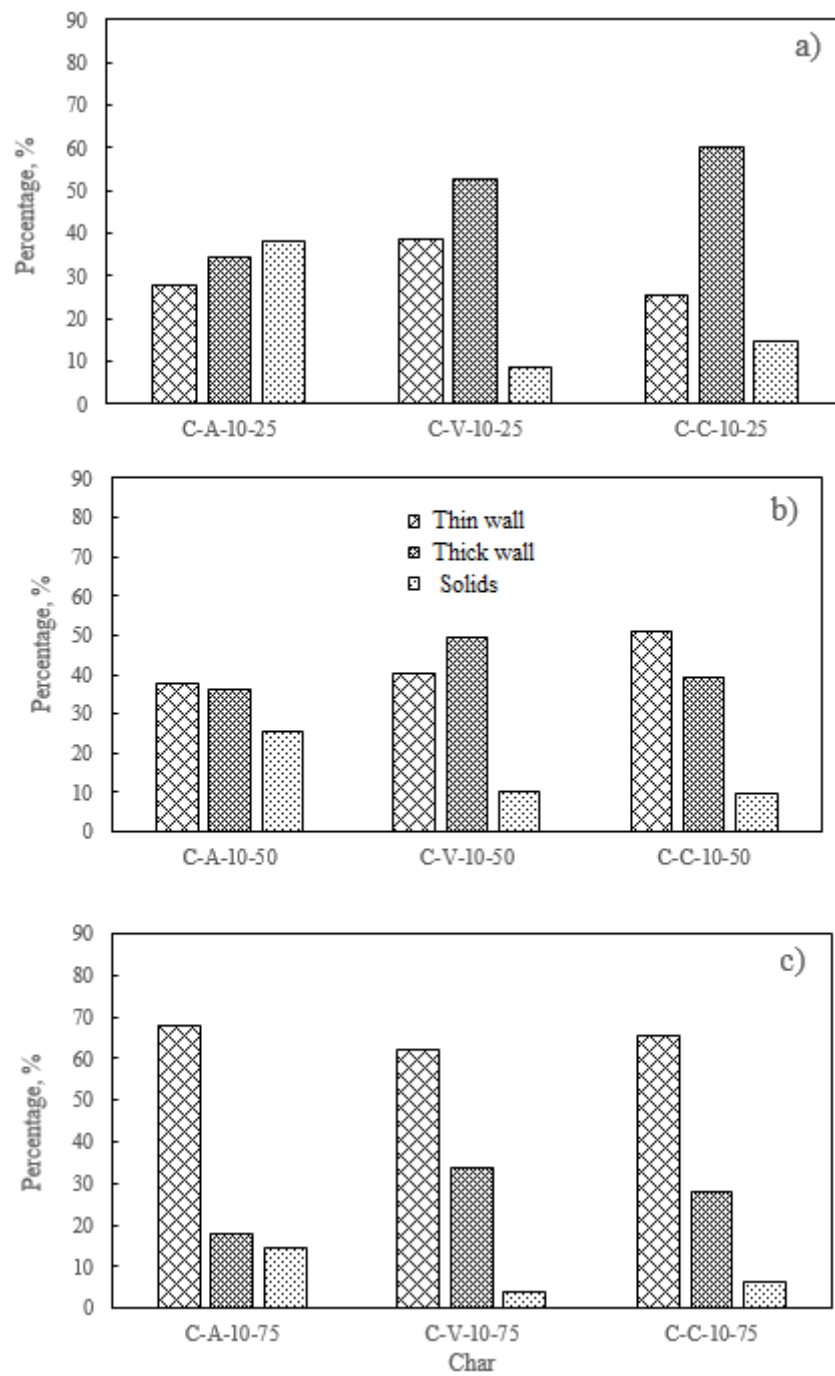 a)
90
80
70
60
50
40
30
20
10
0
Percentage, %
C-A-10-25 C-V-10-25 C-C-10-25
b)
90
80
70
60
50
40
30
20
10
0
Percentage, %
Thin wall
Thick wall
Solids
C-A-10-50 C-V-10-50 C-C-10-50
c)
90
80
70
60
50
40
30
20
10
0
Percentage, %
C-A-10-75 C-V-10-75 C-C-10-75
Char